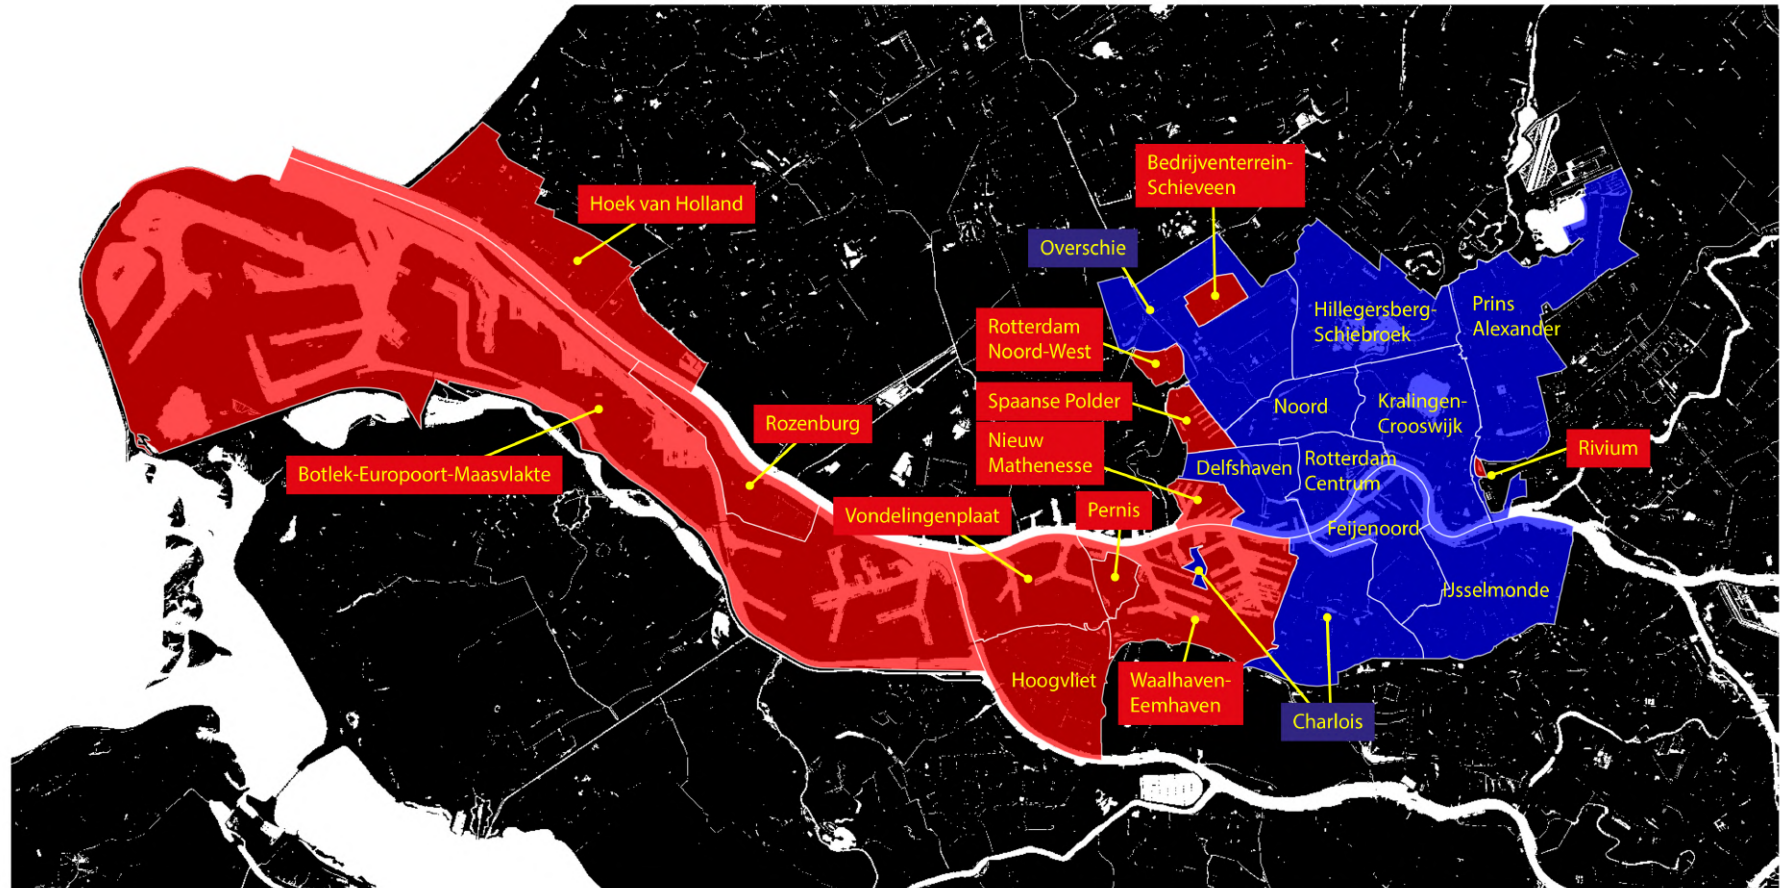 Bedrijventerrein-
Schieveen
Hoek van Holland
Overschie
Hillegersberg-
Schiebroek
Prins
Alexander
Rotterdam
Noord-West
Spaanse Polder
Noord
Kralingen-
Crooswijk
Rozenburg
Nieuw
Mathenesse
Delfshaven
Rotterdam
Centrum
Rivium
Botlek-Europoort-Maasvlakte
Vondelingenplaat
Pernis
Feijenoord
IJsselmonde
Hoogvliet
Waalhaven-
Eemhaven
Charlois